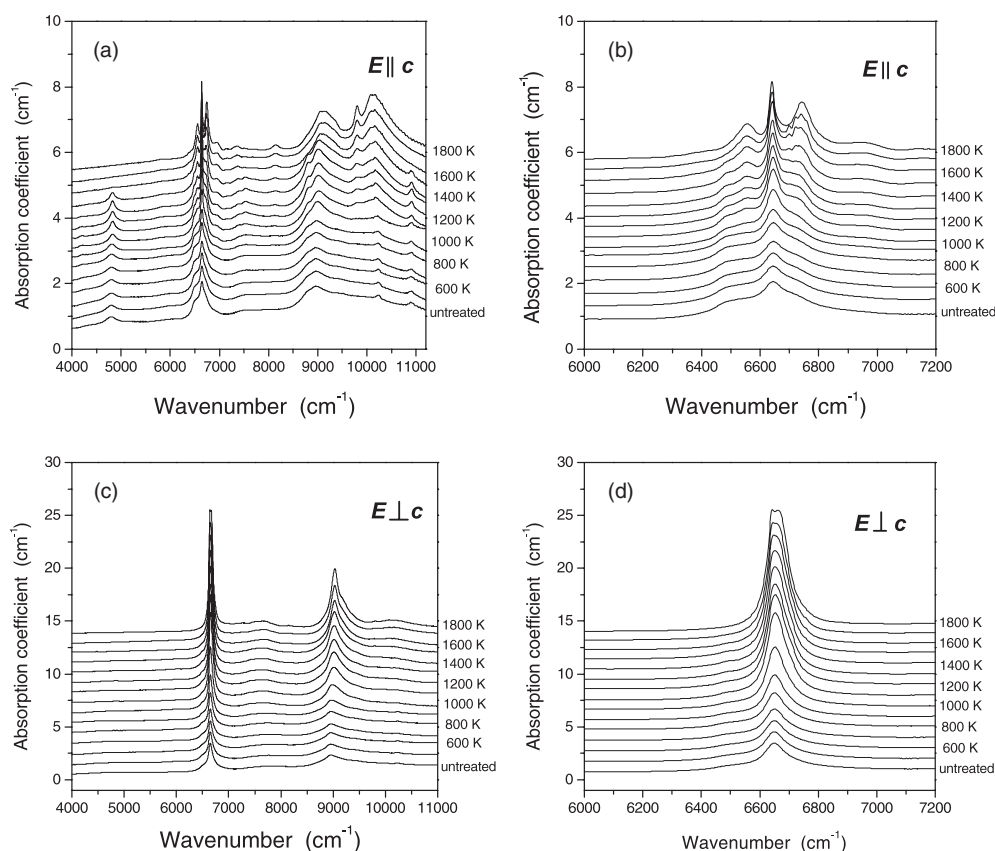 (a)
E || c
Absorption coefficient (cm⁻¹)
10
8
6
4
2
0
1800 K
1600 K
1400 K
1200 K
1000 K
800 K
600 K
untreated
4000 5000 6000 7000 8000 9000 10000 11000
Wavenumber (cm⁻¹)
(b)
E || c
Absorption coefficient (cm⁻¹)
10
8
6
4
2
0
1800 K
1600 K
1400 K
1200 K
1000 K
800 K
600 K
untreated
6000 6200 6400 6600 6800 7000 7200
Wavenumber (cm⁻¹)
(c)
E ⊥ c
Absorption coefficient (cm⁻¹)
30
25
20
15
10
5
0
1800 K
1600 K
1400 K
1200 K
1000 K
800 K
600 K
untreated
4000 5000 6000 7000 8000 9000 10000 11000
Wavenumber (cm⁻¹)
(d)
E ⊥ c
Absorption coefficient (cm⁻¹)
30
25
20
15
10
5
0
1800 K
1600 K
1400 K
1200 K
1000 K
800 K
600 K
untreated
6000 6200 6400 6600 6800 7000 7200
Wavenumber (cm⁻¹)